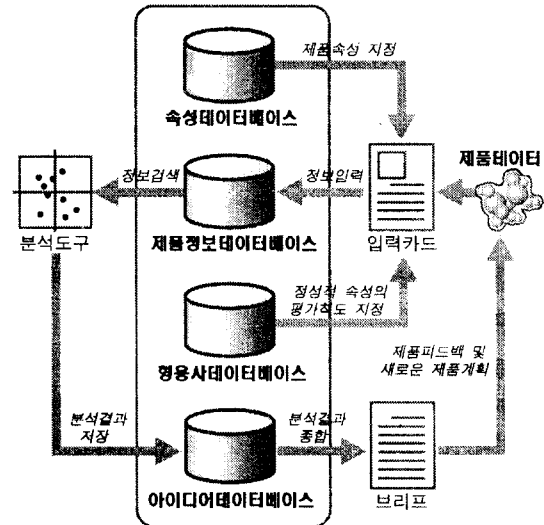 제품속성 지정
속성데이터베이스
제품데이터
정보검색
정보입력
분석도구
제품정보데이터베이스
입력카드
정성적 속성의
평가척도 지정
형용사데이터베이스
제품피드백 및
새로운 제품계획
분석결과
저장
분석결과
종합
아이디어데이터베이스
브리프